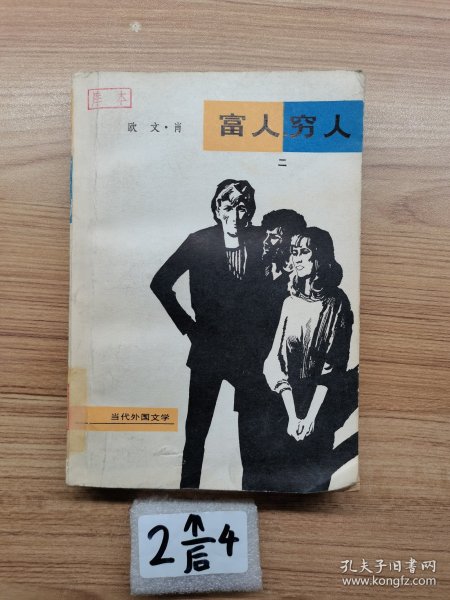 样本
欧文·肖
富人穷人
二
当代外国文学
2↑后4
孔夫子旧书网
www.kongfz.com